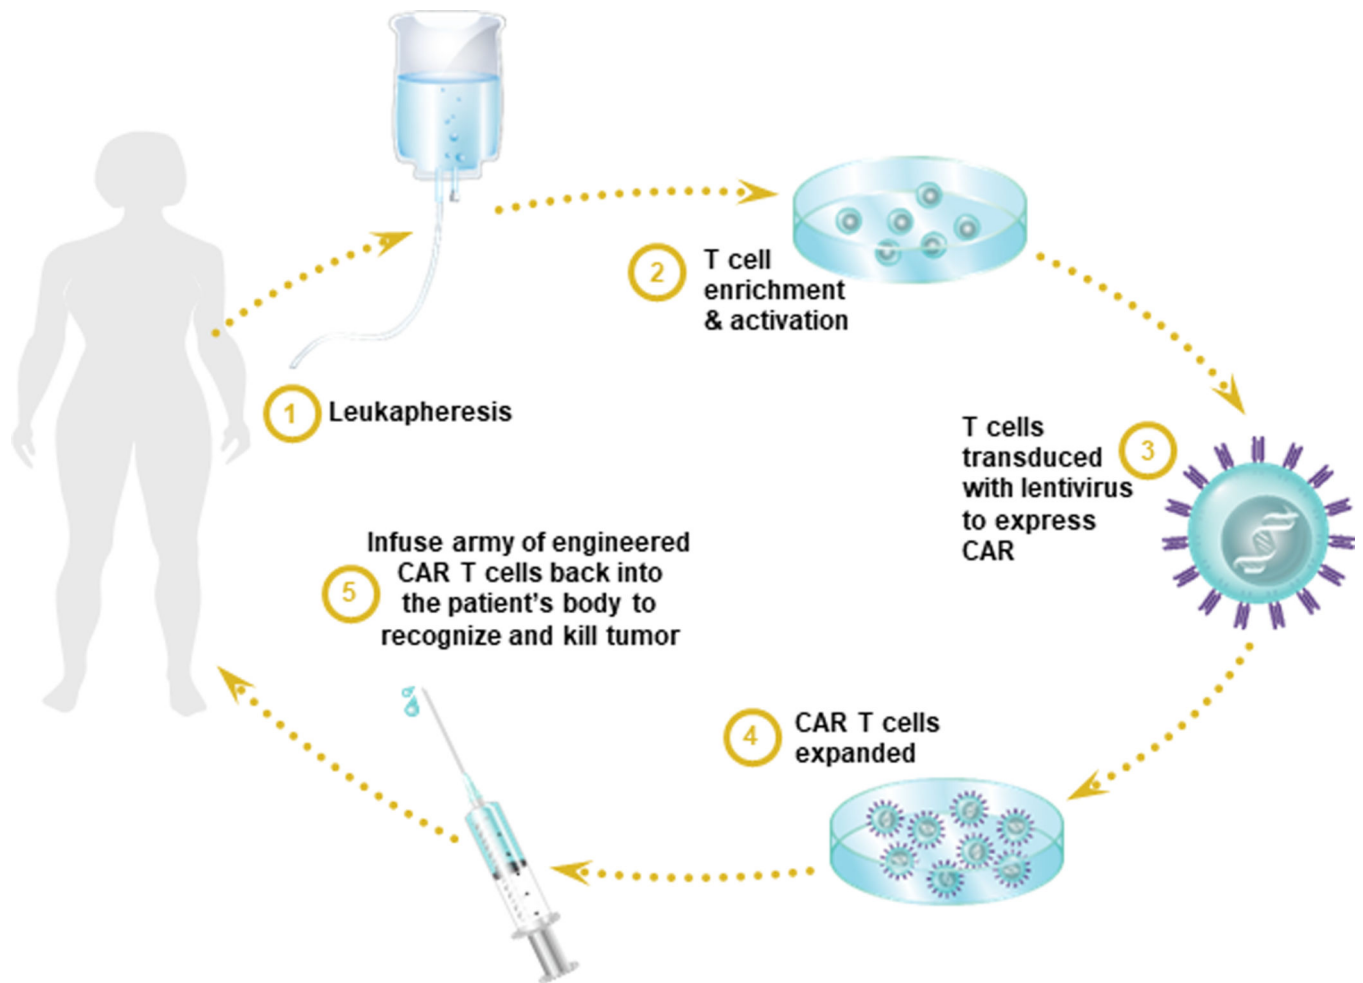 1
Leukapheresis
2
T cell
enrichment
& activation
3
T cells
transduced
with lentivirus
to express
CAR
4
CAR T cells
expanded
5
Infuse army of engineered
CAR T cells back into
the patient’s body to
recognize and kill tumor